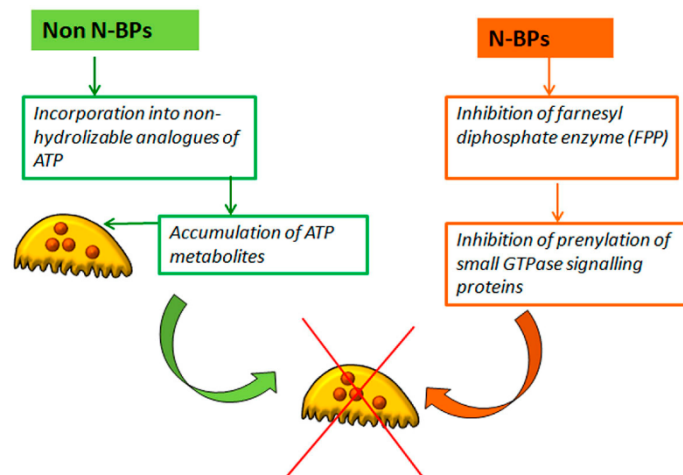 Non N-BPs
Incorporation into non-
hydrolizable analogues of
ATP
Accumulation of ATP
metabolites
N-BPs
Inhibition of farnesyl
diphosphate enzyme (FPP)
Inhibition of prenylation of
small GTPase signalling
proteins